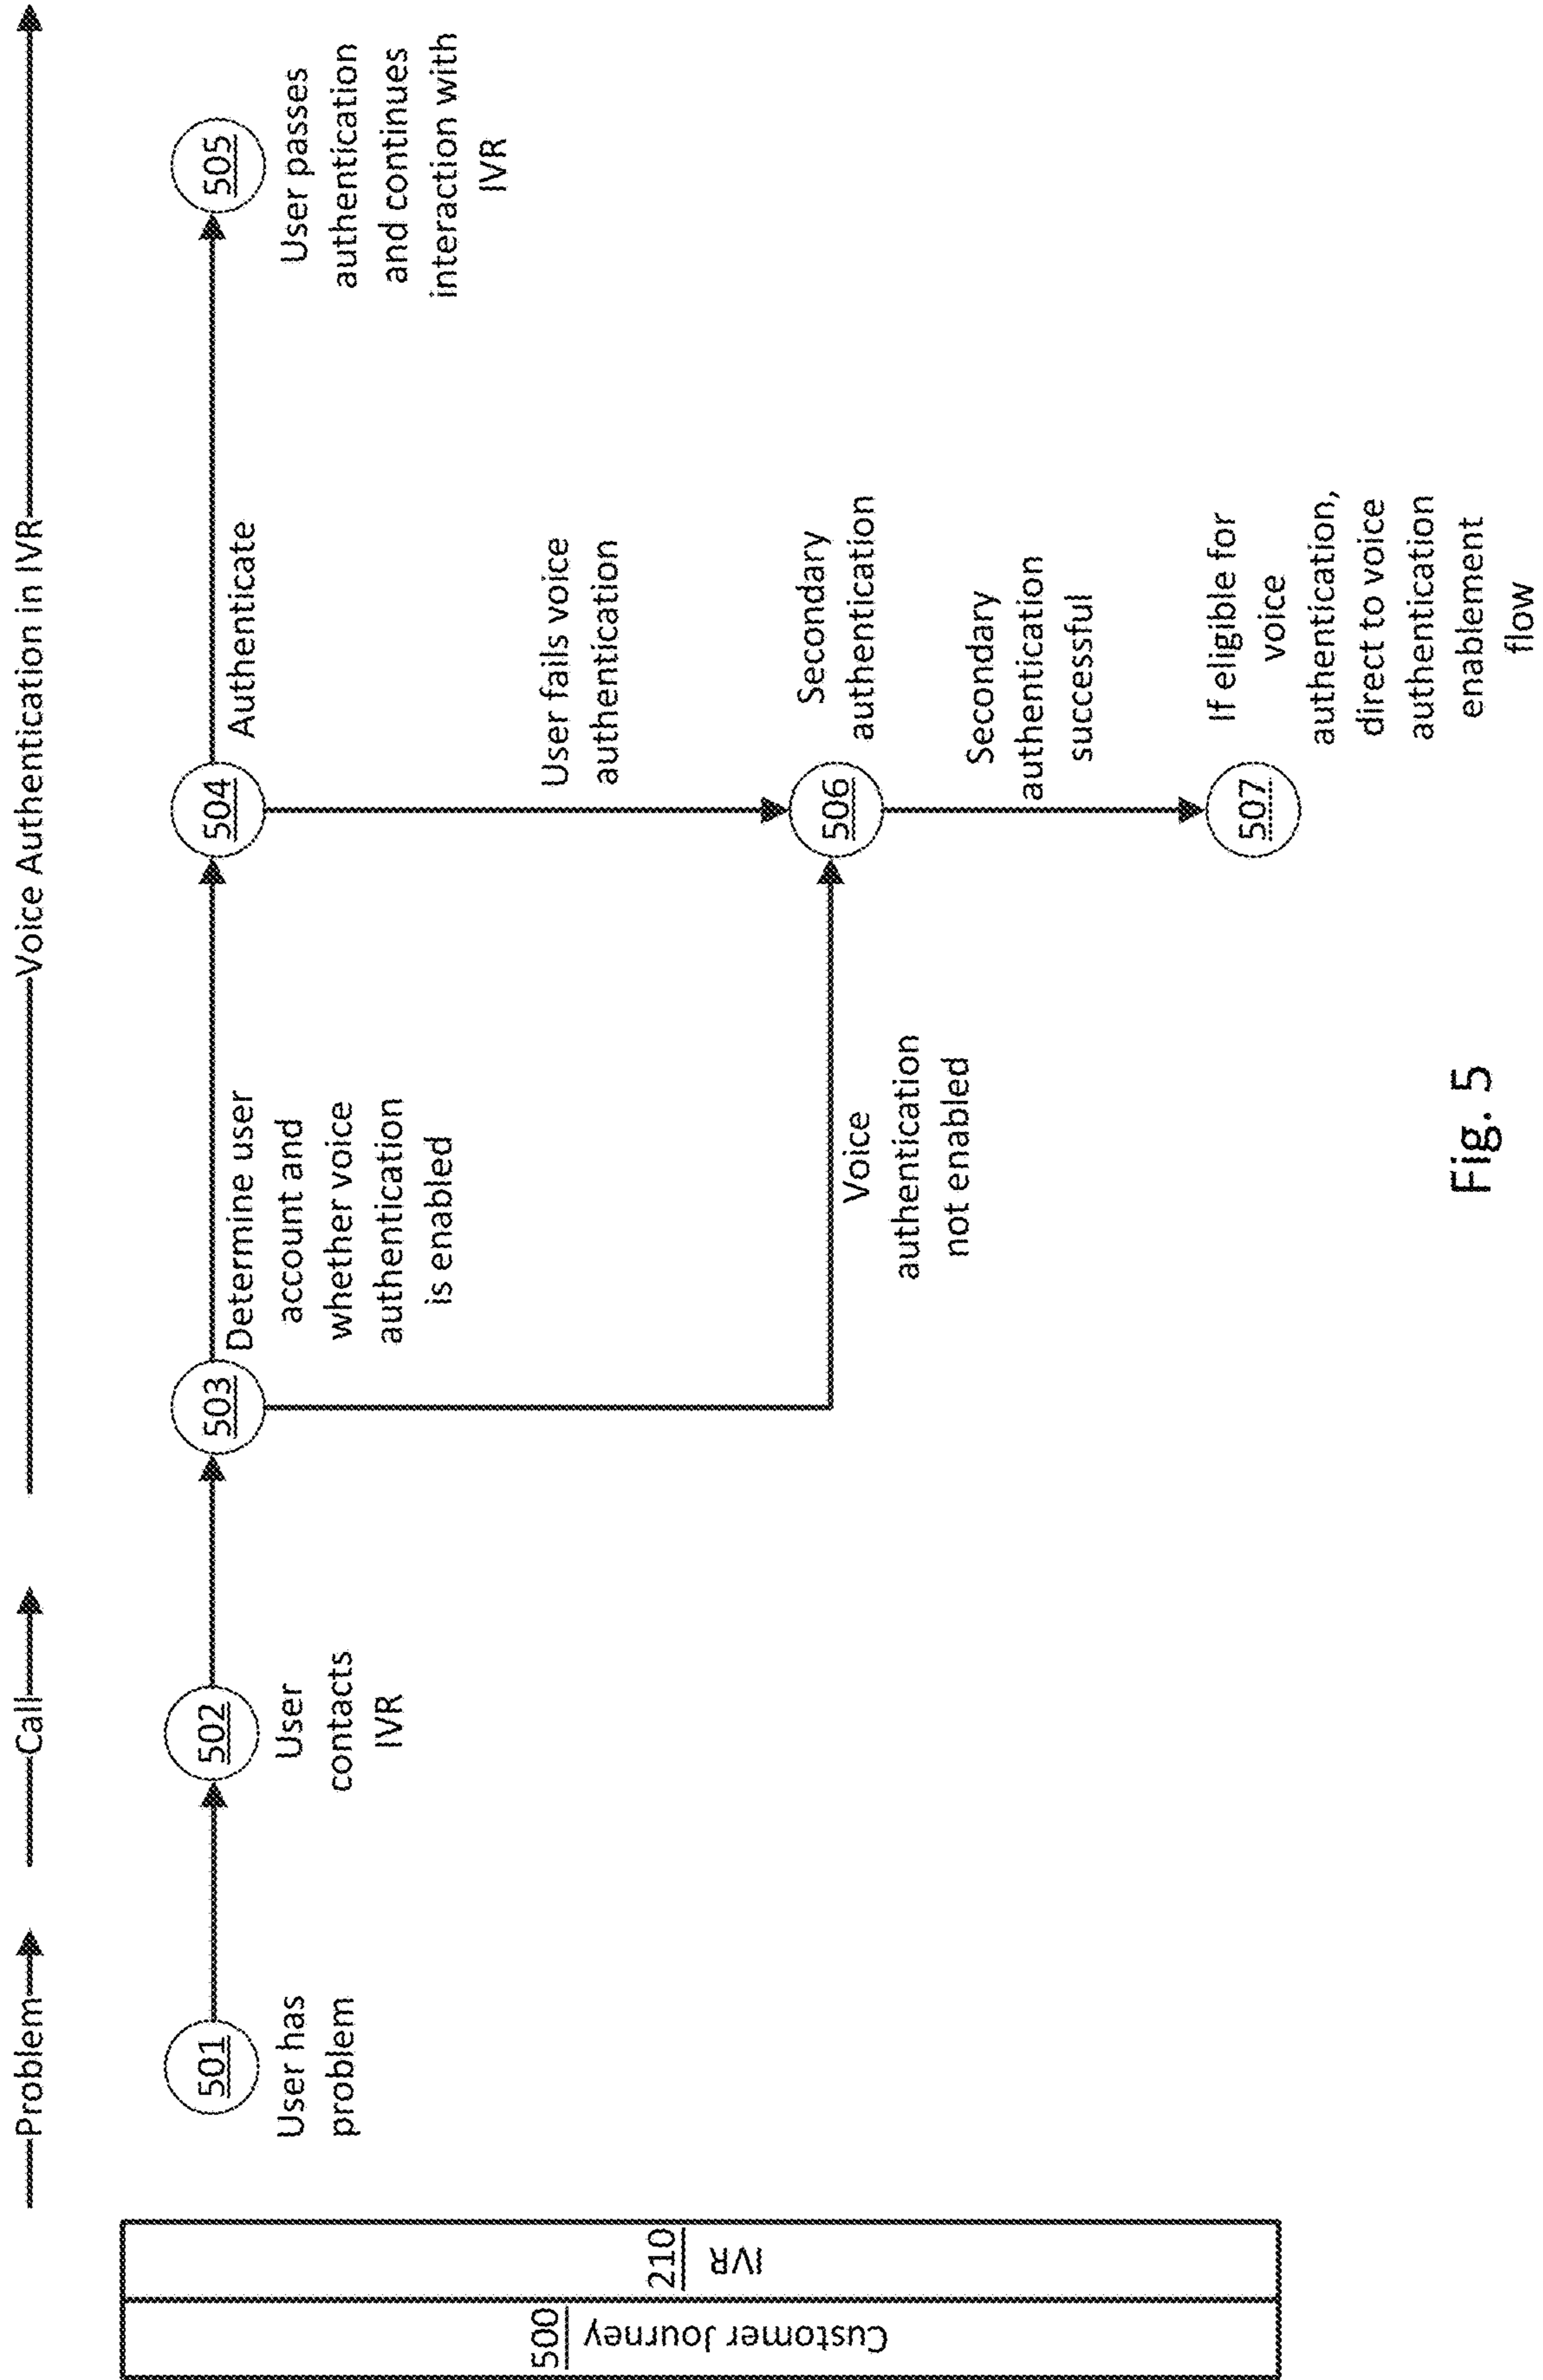 Problem
Call
Voice Authentication in IVR
500
Customer Journey
210
IVR
501
User has
problem
502
User
contacts
IVR
503
Determine user
account and
whether voice
authentication
is enabled
504
Authenticate
505
User passes
authentication
and continues
interaction with
IVR
User fails voice
authentication
Voice
authentication
not enabled
506
Secondary
authentication
Secondary
authentication
successful
507
If eligible for
voice
authentication,
direct to voice
authentication
enablement
flow
Fig. 5